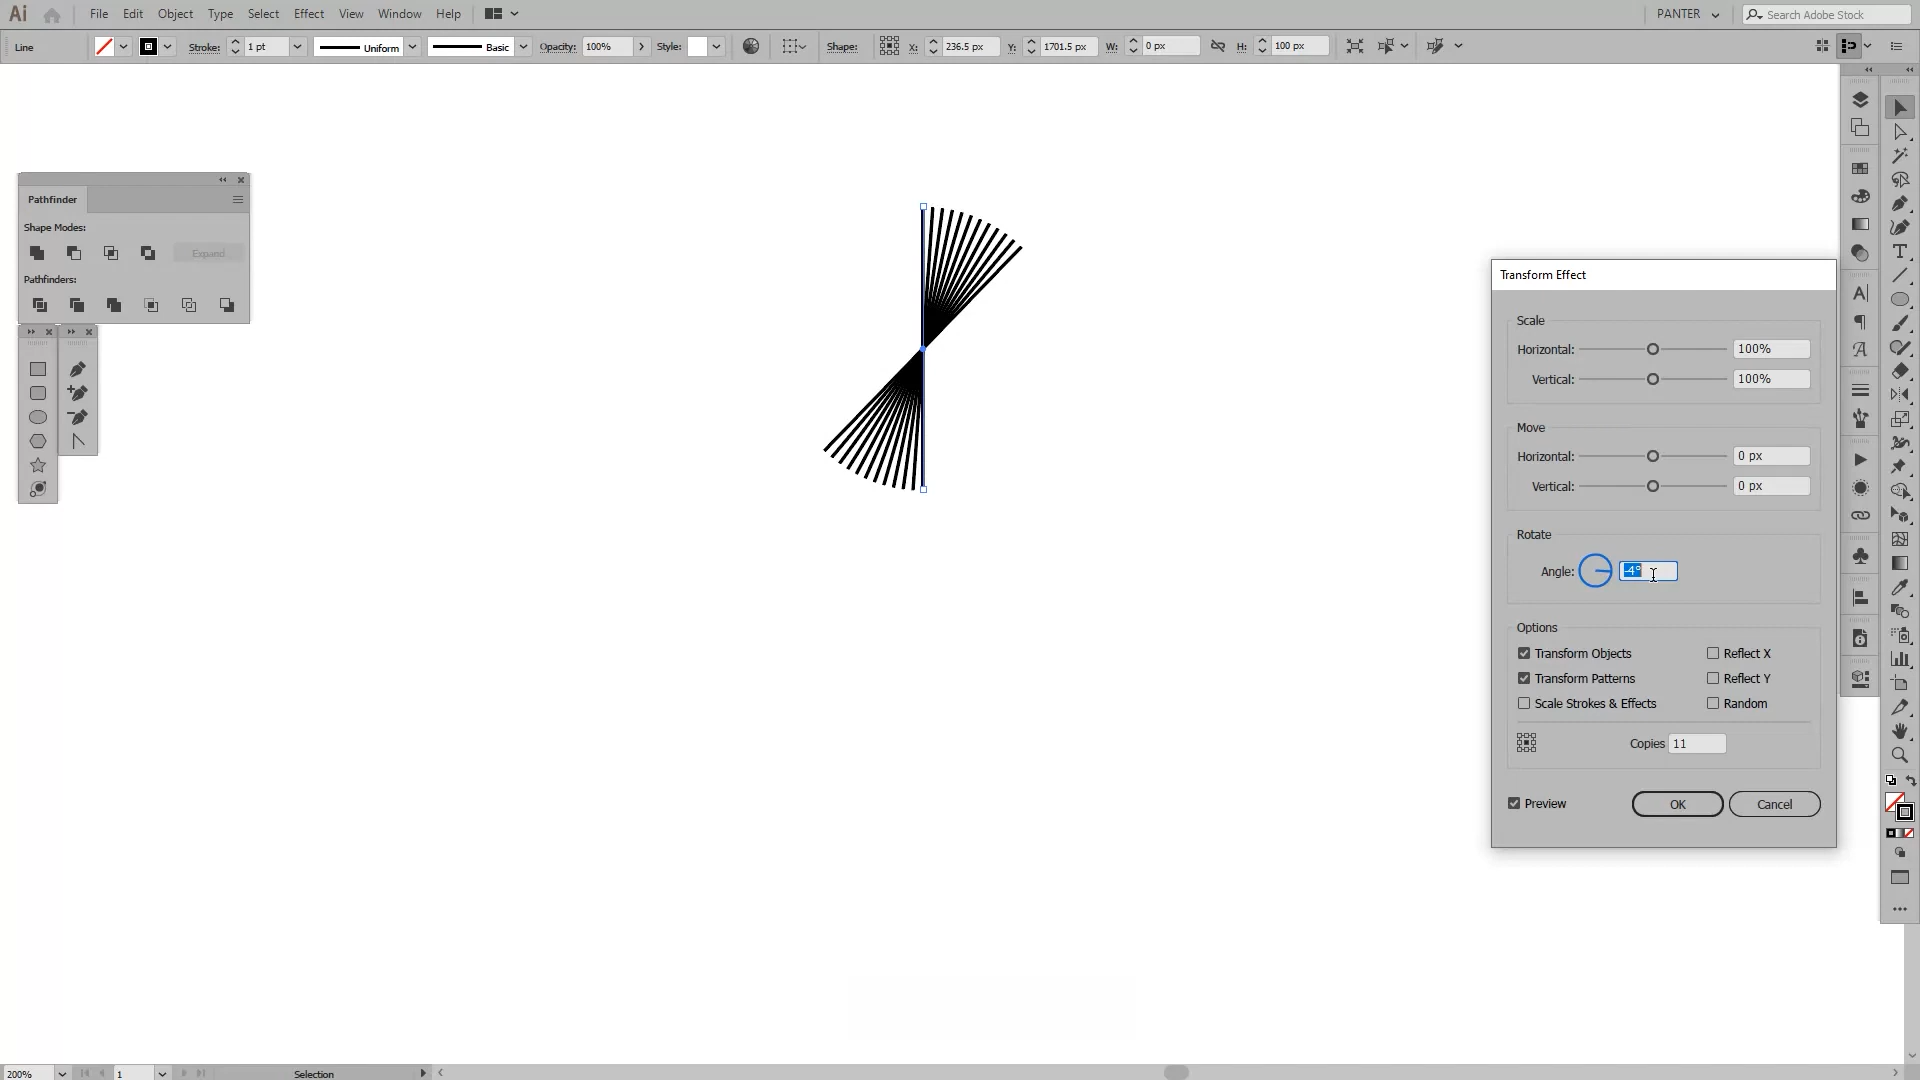 Ai File Edit Object Type Select Effect View Window Help PANTER Search Adobe Stock
Line Stroke: 1 pt Uniform Basic Opacity: 100% Style: Shape: X: 236.5 px Y: 1701.5 px W: 0 px H: 100 px
Pathfinder
Shape Modes:
Expand
Pathfinders:
Transform Effect
Scale
Horizontal: 100%
Vertical: 100%
Move
Horizontal: 0 px
Vertical: 0 px
Rotate
Angle: -4°
Options
Transform Objects Reflect X
Transform Patterns Reflect Y
Scale Strokes & Effects Random
Copies 11
Preview OK Cancel
200% 1 Selection